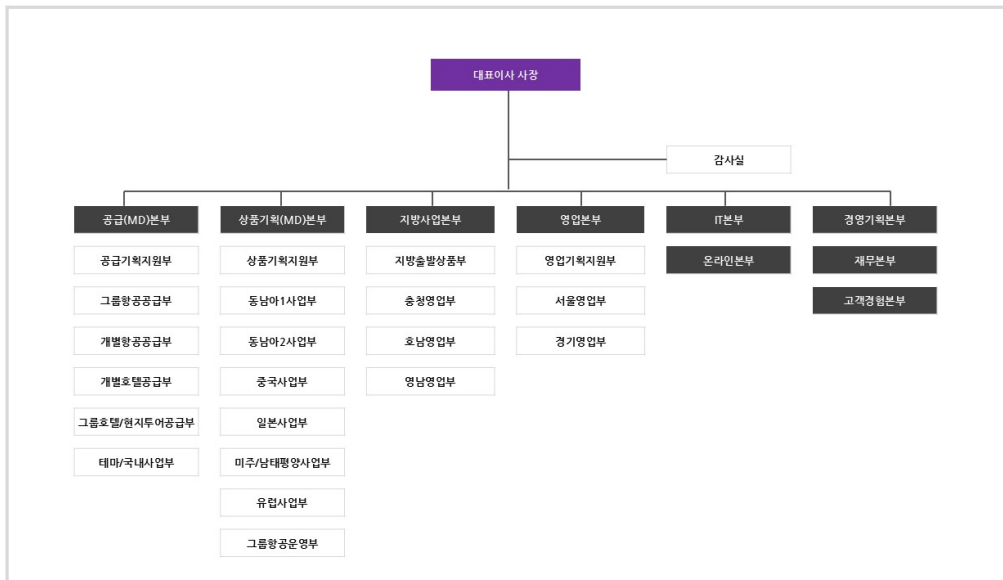 대표이사 사장
감사실
공급(MD)본부
공급기획지원부
그룹항공공급부
개별항공공급부
개별호텔공급부
그룹호텔/현지투어공급부
테마/국내사업부
상품기획(MD)본부
상품기획지원부
동남아1사업부
동남아2사업부
중국사업부
일본사업부
미주/남태평양사업부
유럽사업부
그룹항공운영부
지방사업본부
지방출발상품부
충청영업부
호남영업부
영남영업부
영업본부
영업기획지원부
서울영업부
경기영업부
IT본부
온라인본부
경영기획본부
재무본부
고객경험본부